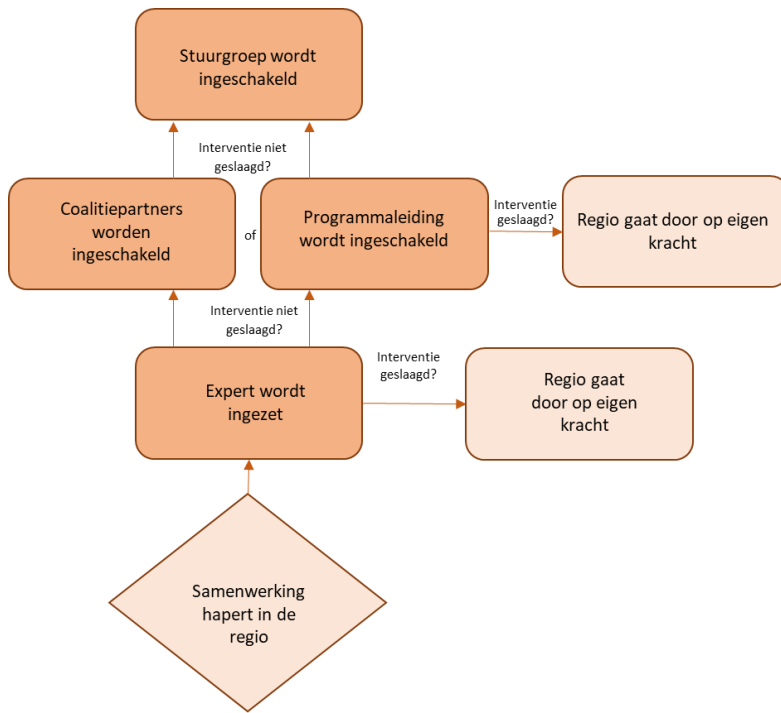 Stuurgroep wordt
ingeschakeld
Interventie niet
geslaagd?
Coalitiepartners
worden
ingeschakeld
of
Programmaleiding
wordt ingeschakeld
Interventie
geslaagd?
Regio gaat door op eigen
kracht
Interventie niet
geslaagd?
Expert wordt
ingezet
Interventie
geslaagd?
Regio gaat
door op eigen
kracht
Samenwerking
hapert in de
regio